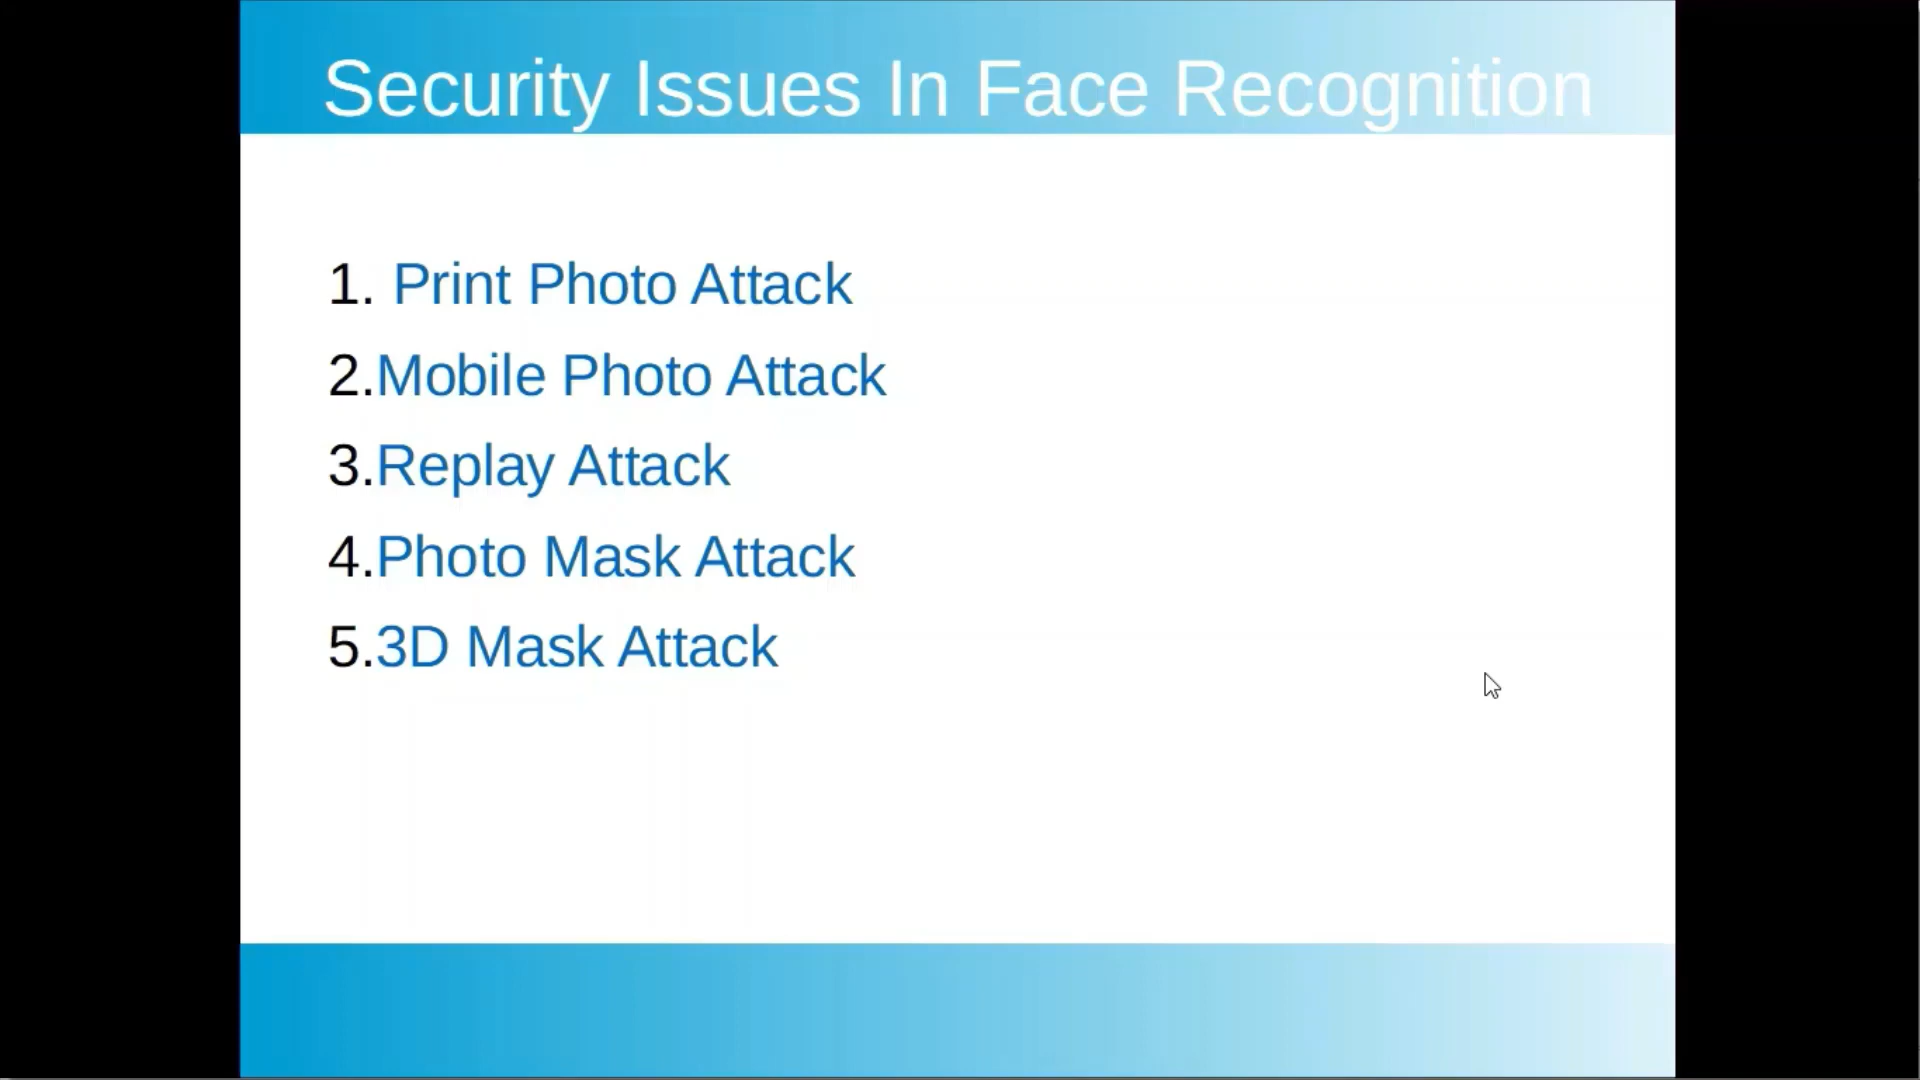 Security Issues In Face Recognition
1. Print Photo Attack
2.Mobile Photo Attack
3.Replay Attack
4.Photo Mask Attack
5.3D Mask Attack